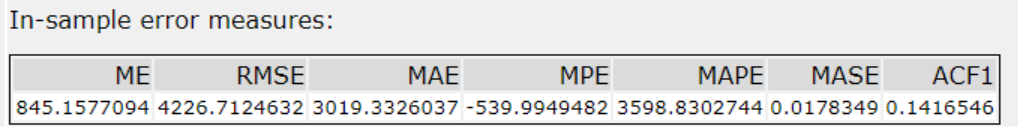 In-sample error measures:
ME RMSE MAE MPE MAPE MASE ACF1
845.1577094 4226.7124632 3019.3326037 -539.9949482 3598.8302744 0.0178349 0.1416546